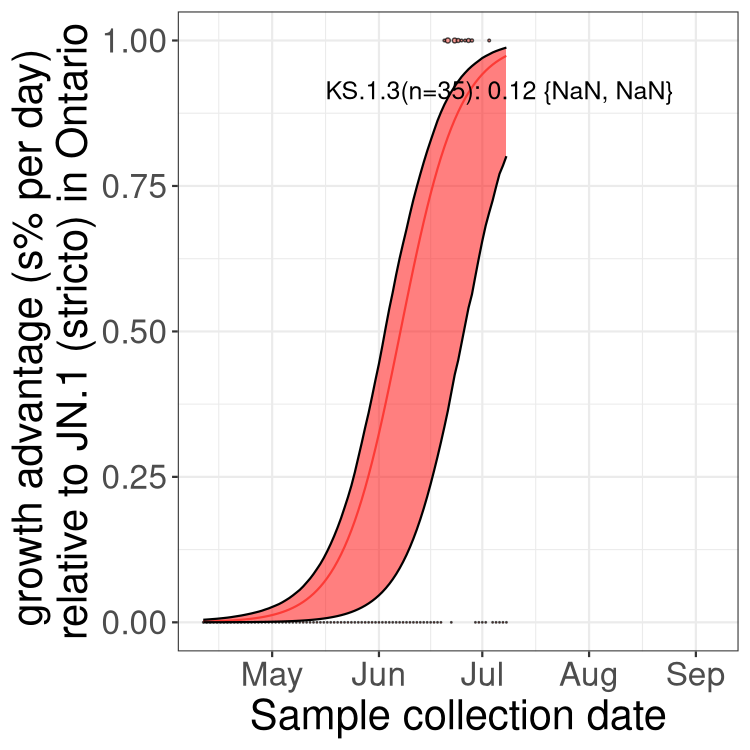 growth advantage (s% per day)
relative to JN.1 (stricto) in Ontario
1.00
0.75
0.50
0.25
0.00
KS.1.3(n=35): 0.12 {NaN, NaN}
May Jun Jul Aug Sep
Sample collection date